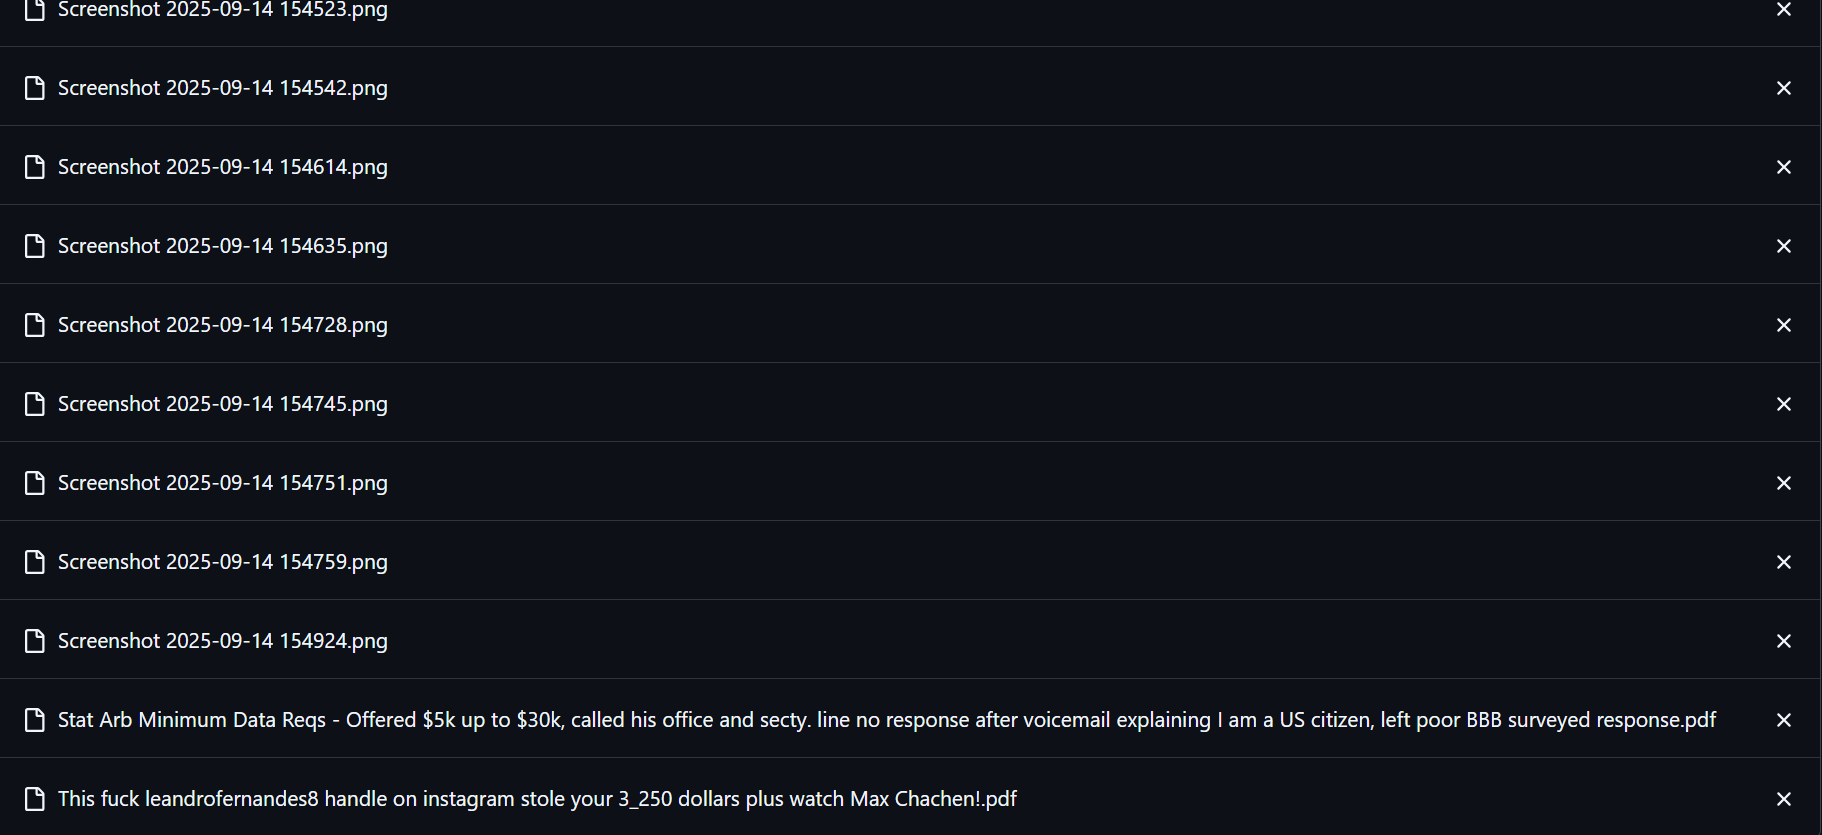 Screenshot 2025-09-14 154523.png
Screenshot 2025-09-14 154542.png
Screenshot 2025-09-14 154614.png
Screenshot 2025-09-14 154635.png
Screenshot 2025-09-14 154728.png
Screenshot 2025-09-14 154745.png
Screenshot 2025-09-14 154751.png
Screenshot 2025-09-14 154759.png
Screenshot 2025-09-14 154924.png
Stat Arb Minimum Data Reqs - Offered $5k up to $30k, called his office and secty. line no response after voicemail explaining I am a US citizen, left poor BBB surveyed response.pdf
This fuck leandrofernandes8 handle on instagram stole your 3_250 dollars plus watch Max Chachen!.pdf